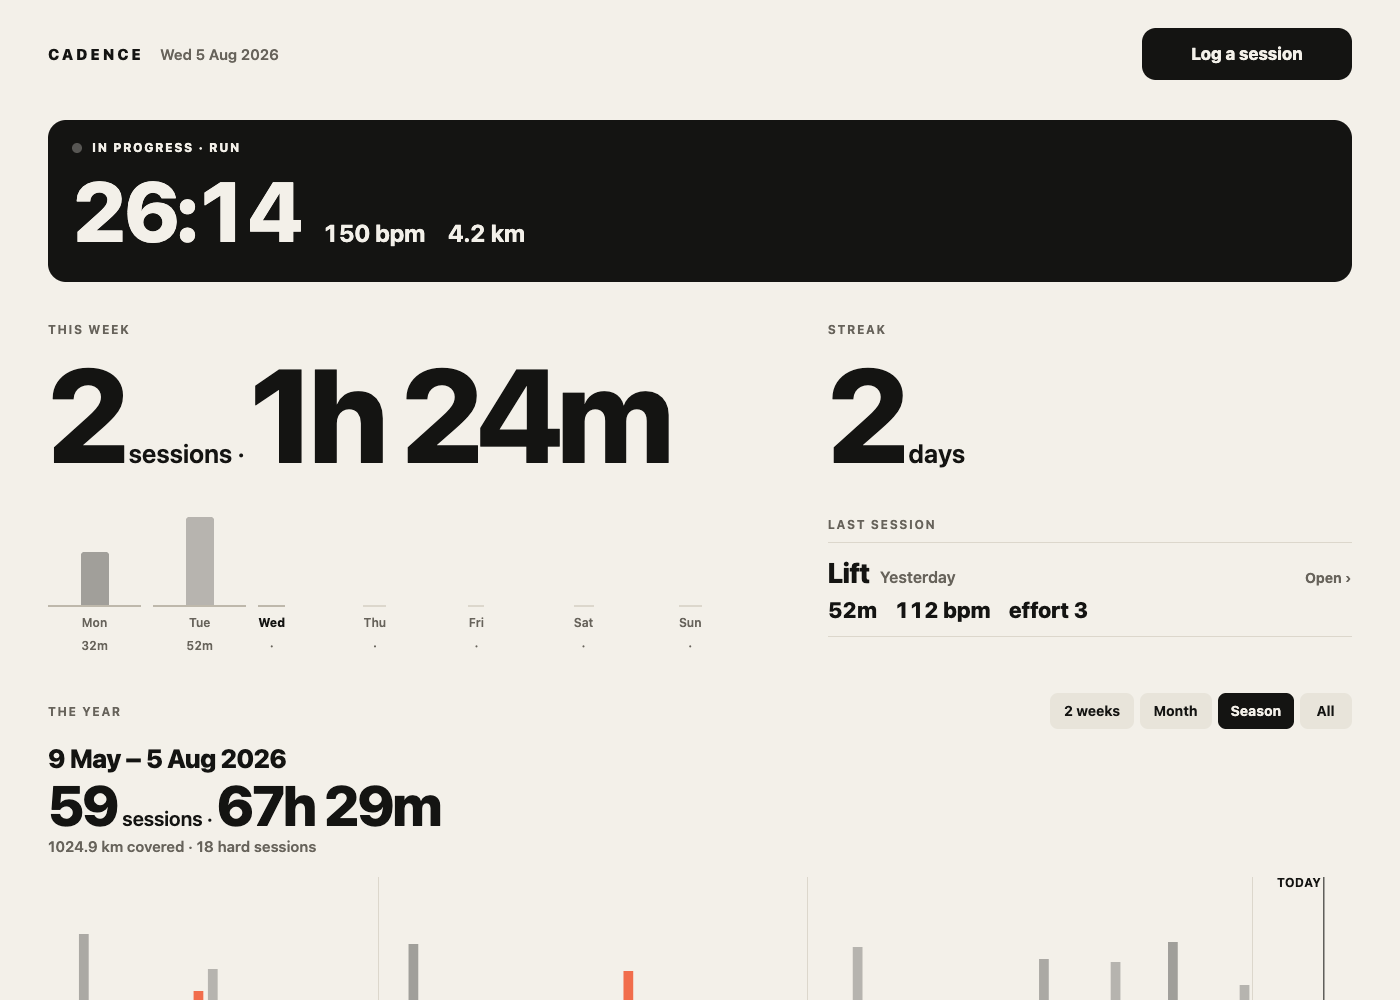 CADENCE Wed 5 Aug 2026
Log a session
IN PROGRESS · RUN
26:14 150 bpm 4.2 km
THIS WEEK
2 sessions · 1h 24m
Mon Tue Wed Thu Fri Sat Sun
32m 52m · · · · ·
STREAK
2 days
LAST SESSION
Lift Yesterday Open ›
52m 112 bpm effort 3
THE YEAR
2 weeks Month Season All
9 May – 5 Aug 2026
59 sessions · 67h 29m
1024.9 km covered · 18 hard sessions
TODAY